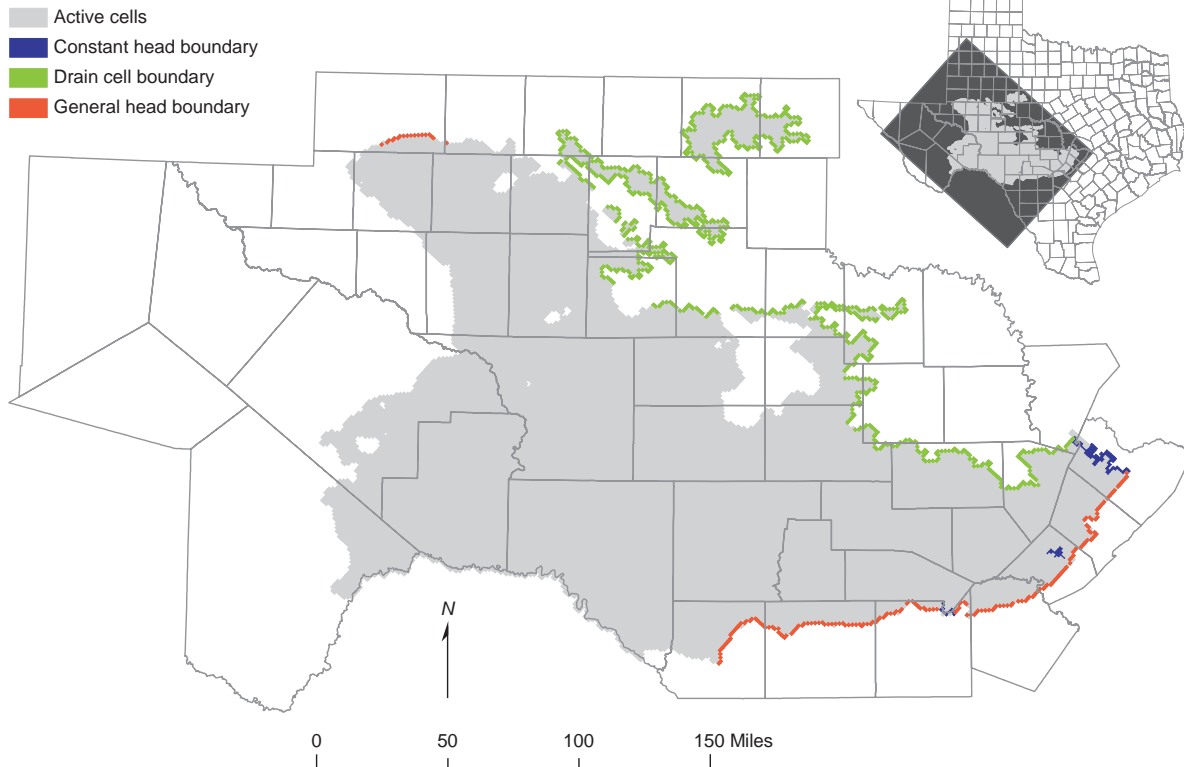 Active cells
Constant head boundary
Drain cell boundary
General head boundary
N
0 50 100 150 Miles